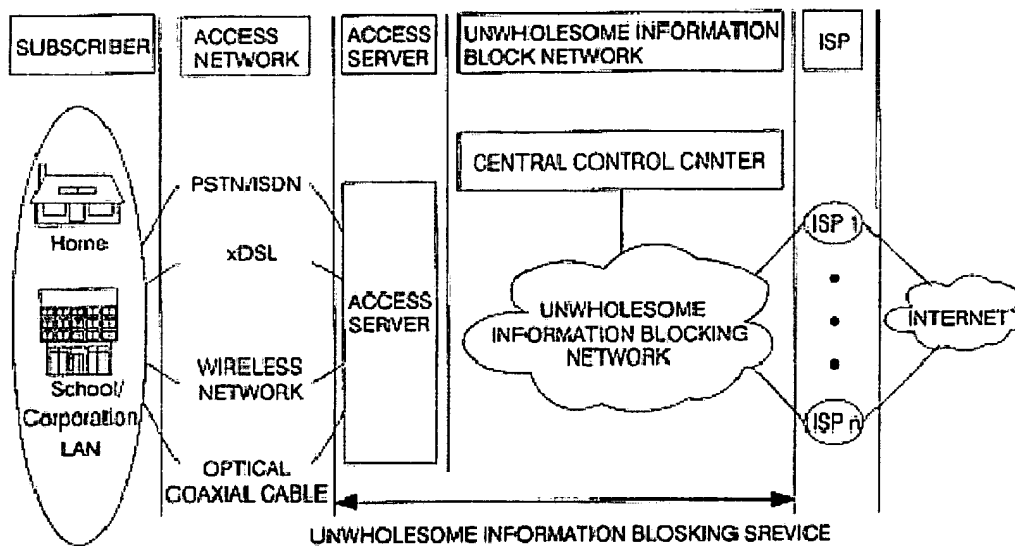 SUBSCRIBER
ACCESS
NETWORK
ACCESS
SERVER
UNWHOLESOME INFORMATION
BLOCK NETWORK
ISP
CENTRAL CONTROL CNNTER
Home
School/
Corporation
LAN
PSTN/ISDN
xDSL
WIRELESS
NETWORK
OPTICAL
COAXIAL CABLE
ACCESS
SERVER
UNWHOLESOME
INFORMATION BLOCKING
NETWORK
ISP 1
ISP n
INTERNET
UNWHOLESOME INFORMATION BLOSKING SREVICE